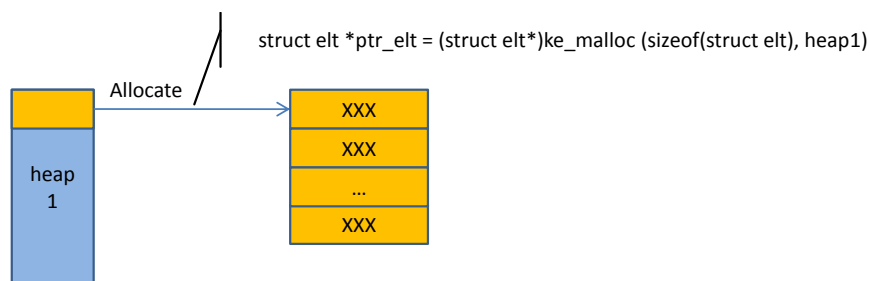 struct elt *ptr_elt = (struct elt*)ke_malloc (sizeof(struct elt), heap1)
Allocate
XXX
XXX
...
XXX
heap
1